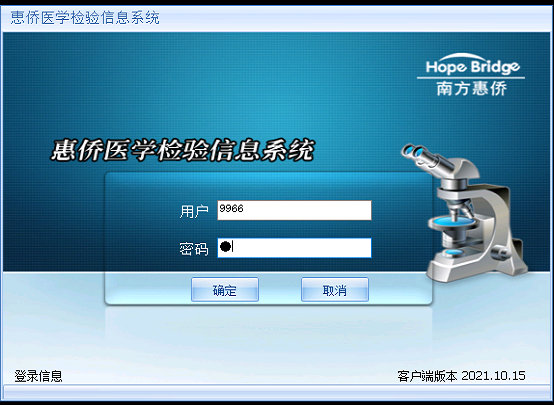 惠侨医学检验信息系统
Hope Bridge
南方惠侨
惠侨医学检验信息系统
用户 9966
密码 ●
确定 取消
登录信息 客户端版本 2021.10.15